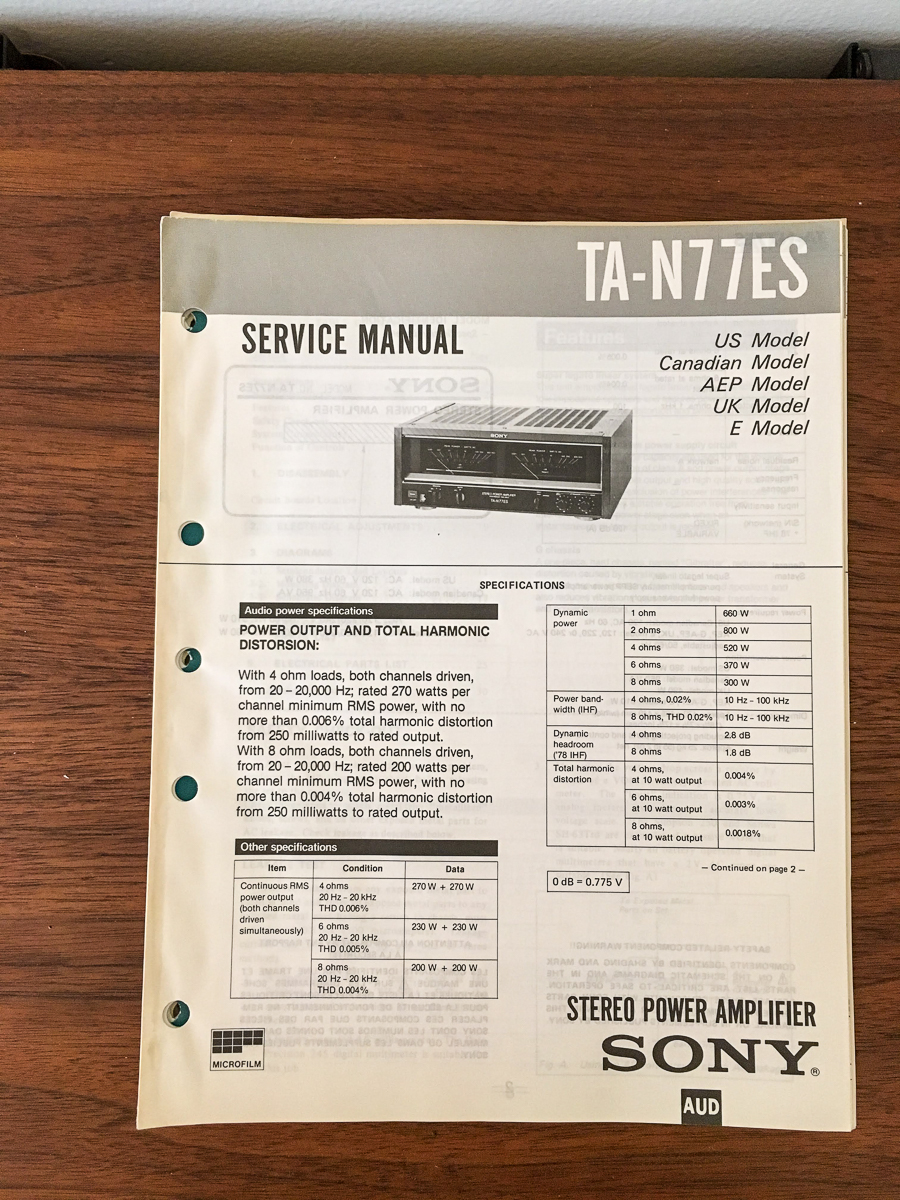 TA-N77ES
SERVICE MANUAL
US Model
Canadian Model
AEP Model
UK Model
E Model
SONY
STEREO POWER AMPLIFIER
TA-N77ES
SPECIFICATIONS
Audio power specifications
POWER OUTPUT AND TOTAL HARMONIC
DISTORSION:
With 4 ohm loads, both channels driven,
from 20 – 20,000 Hz; rated 270 watts per
channel minimum RMS power, with no
more than 0.006% total harmonic distortion
from 250 milliwatts to rated output.
With 8 ohm loads, both channels driven,
from 20 – 20,000 Hz; rated 200 watts per
channel minimum RMS power, with no
more than 0.004% total harmonic distortion
from 250 milliwatts to rated output.
Other specifications
Item Condition Data
Continuous RMS 4 ohms 270 W + 270 W
power output 20 Hz – 20 kHz
(both channels THD 0.006%
driven 6 ohms 230 W + 230 W
simultaneously) 20 Hz – 20 kHz
THD 0.005%
8 ohms 200 W + 200 W
20 Hz – 20 kHz
THD 0.004%
Dynamic 1 ohm 660 W
power 2 ohms 800 W
4 ohms 520 W
6 ohms 370 W
8 ohms 300 W
Power band- 4 ohms, 0.02% 10 Hz – 100 kHz
width (IHF) 8 ohms, THD 0.02% 10 Hz – 100 kHz
Dynamic 4 ohms 2.8 dB
headroom 8 ohms 1.8 dB
('78 IHF)
Total harmonic 4 ohms, 0.004%
distortion at 10 watt output
6 ohms, 0.003%
at 10 watt output
8 ohms, 0.0018%
at 10 watt output
— Continued on page 2 —
0 dB = 0.775 V
STEREO POWER AMPLIFIER
SONY®
MICROFILM
AUD